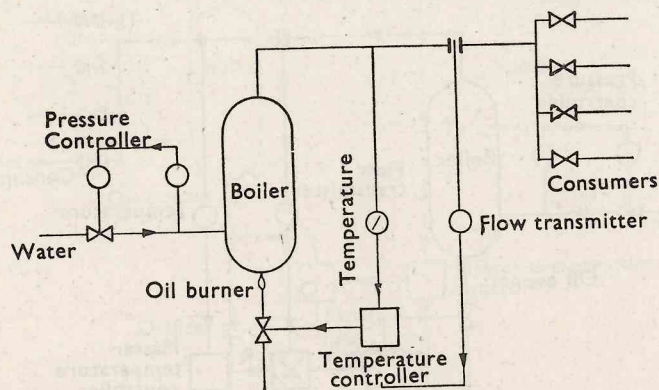 Pressure
Controller
Boiler
Water
Oil burner
Temperature
Flow transmitter
Consumers
Temperature
controller